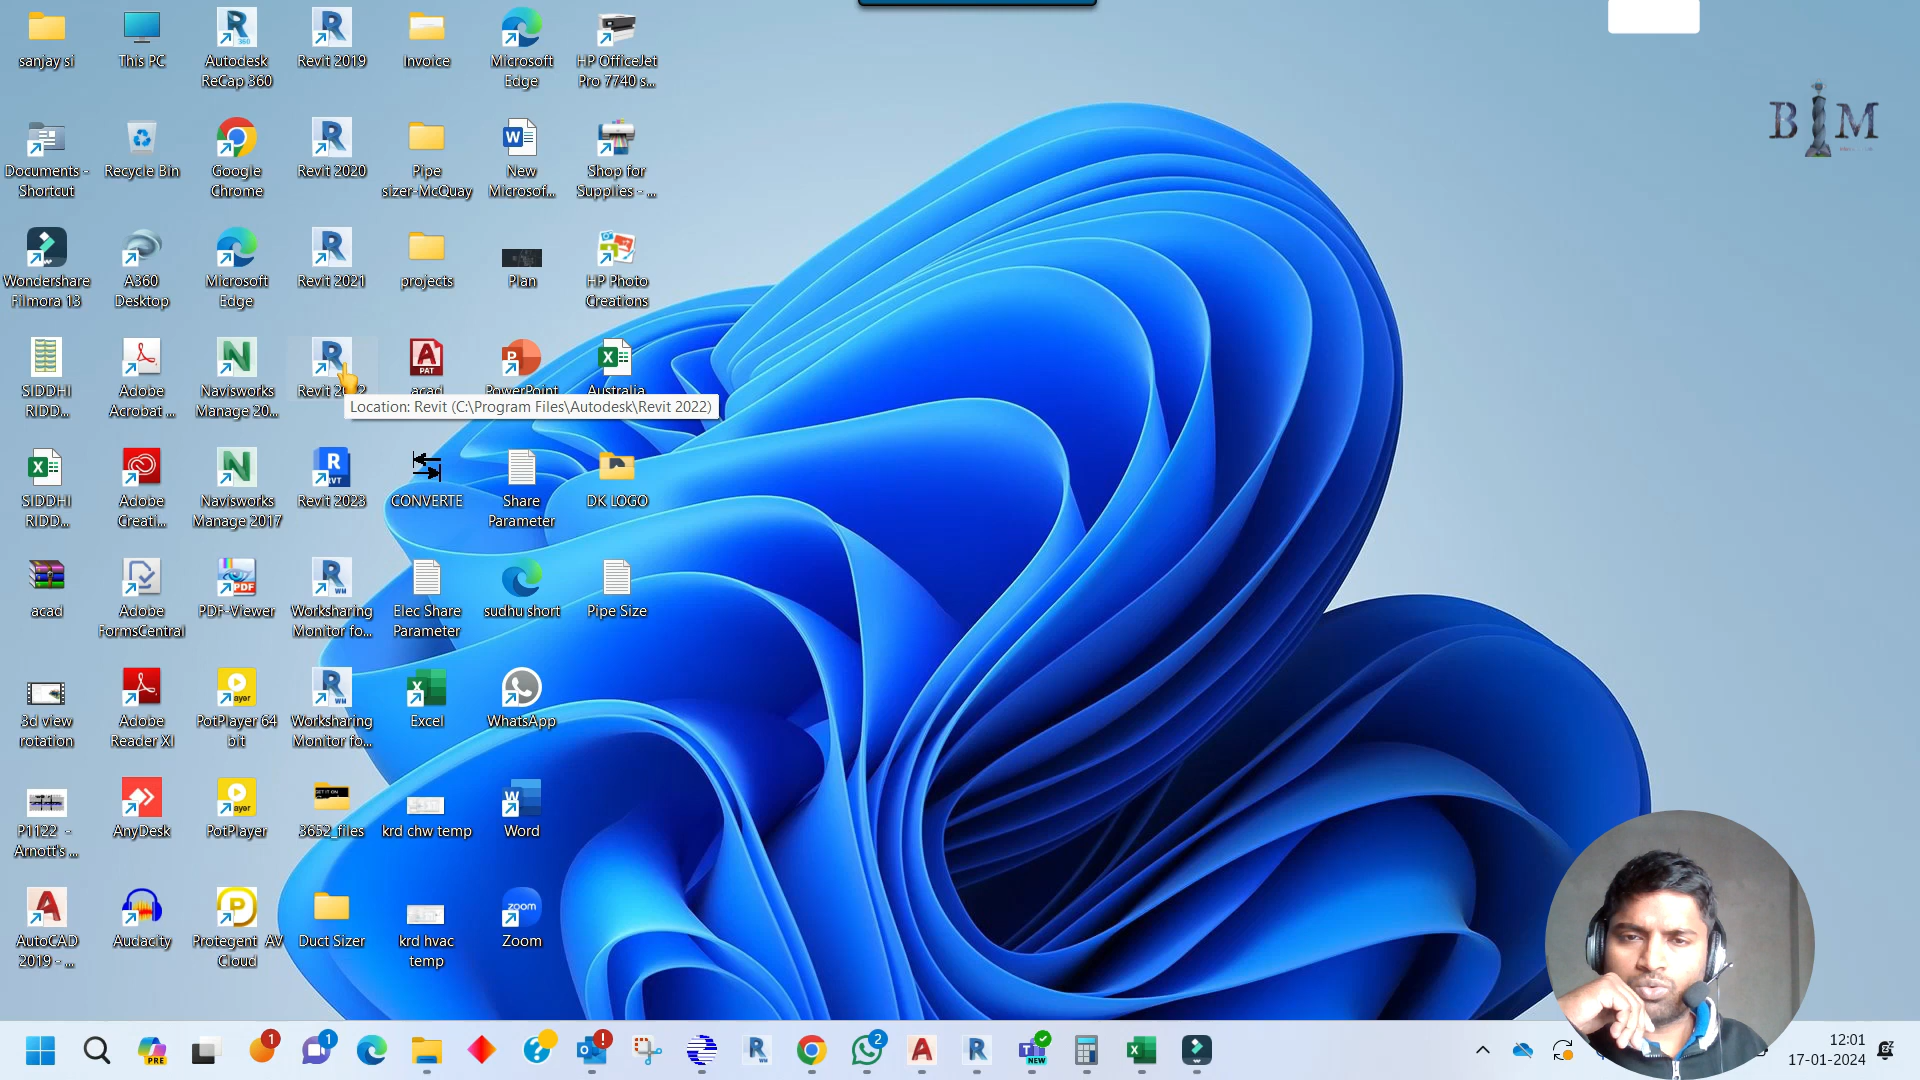 BIM
sanjay si
This PC
Autodesk
ReCap 360
Revit 2019
Invoice
Microsoft
Edge
HP OfficeJet
Pro 7740 s...
Documents -
Shortcut
Recycle Bin
Google
Chrome
Revit 2020
Pipe
sizer-McQuay
New
Microsof...
Shop for
Supplies - ...
Wondershare
Filmora 13
A360
Desktop
Microsoft
Edge
Revit 2021
projects
Plan
HP Photo
Creations
SIDDHI
RIDD...
Adobe
Acrobat ...
Navisworks
Manage 20...
Revit 2022
acad
PowerPoint
Australia
Location: Revit (C:\Program Files\Autodesk\Revit 2022)
SIDDHI
RIDD...
Adobe
Creati...
Navisworks
Manage 2017
Revit 2023
CONVERTE
Share
Parameter
DK LOGO
acad
Adobe
FormsCentral
PDF-Viewer
Worksharing
Monitor fo...
Elec Share
Parameter
sudhu short
Pipe Size
3d view
rotation
Adobe
Reader XI
PotPlayer 64
bit
Worksharing
Monitor fo...
Excel
WhatsApp
P1122 -
Arnott's ...
AnyDesk
PotPlayer
3652_files
krd chw temp
Word
AutoCAD
2019 - ...
Audacity
Protegent AV
Cloud
Duct Sizer
krd hvac
temp
Zoom
12:01
17-01-2024